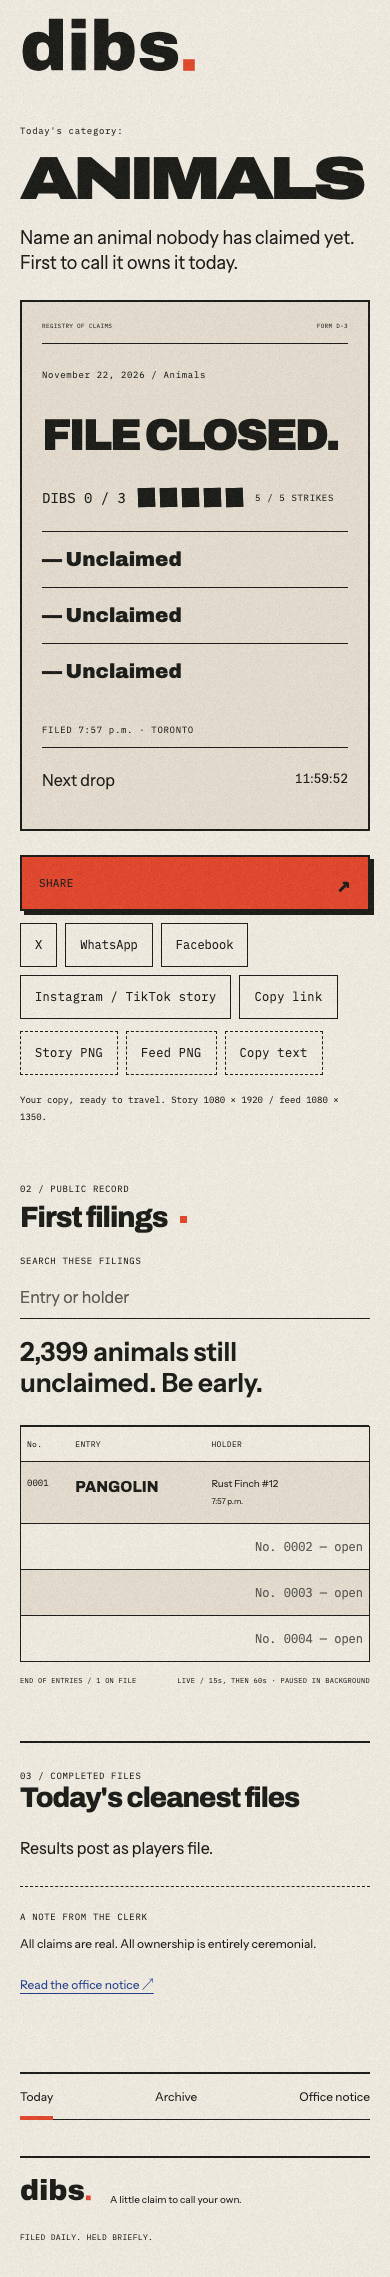 dibs.
Today's category:
ANIMALS
Name an animal nobody has claimed yet.
First to call it owns it today.
REGISTRY OF CLAIMS FORM D-3
November 22, 2026 / Animals
FILE CLOSED.
DIBS 0 / 3 5 / 5 STRIKES
— Unclaimed
— Unclaimed
— Unclaimed
FILED 7:57 p.m. · TORONTO
Next drop 11:59:52
SHARE ↗
X WhatsApp Facebook
Instagram / TikTok story Copy link
Story PNG Feed PNG Copy text
Your copy, ready to travel. Story 1080 × 1920 / feed 1080 ×
1350.
02 / PUBLIC RECORD
First filings
SEARCH THESE FILINGS
Entry or holder
2,399 animals still
unclaimed. Be early.
No. ENTRY HOLDER
0001 PANGOLIN Rust Finch #12
7:57 p.m.
No. 0002 — open
No. 0003 — open
No. 0004 — open
END OF ENTRIES / 1 ON FILE LIVE / 15s, THEN 60s · PAUSED IN BACKGROUND
03 / COMPLETED FILES
Today's cleanest files
Results post as players file.
A NOTE FROM THE CLERK
All claims are real. All ownership is entirely ceremonial.
Read the office notice ↗
Today Archive Office notice
dibs. A little claim to call your own.
FILED DAILY. HELD BRIEFLY.